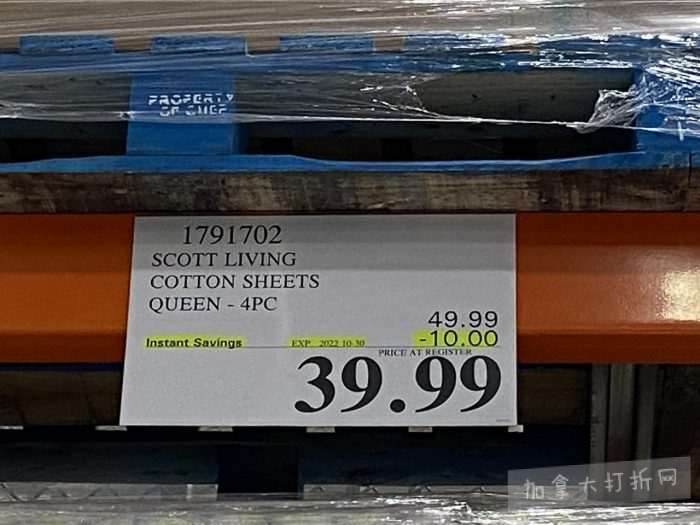 PROPERTY
OF CHEP
1791702
SCOTT LIVING
COTTON SHEETS
QUEEN - 4PC
49.99
Instant Savings EXP. 2022-10-30 -10.00
PRICE AT REGISTER
39.99
加拿大打折网